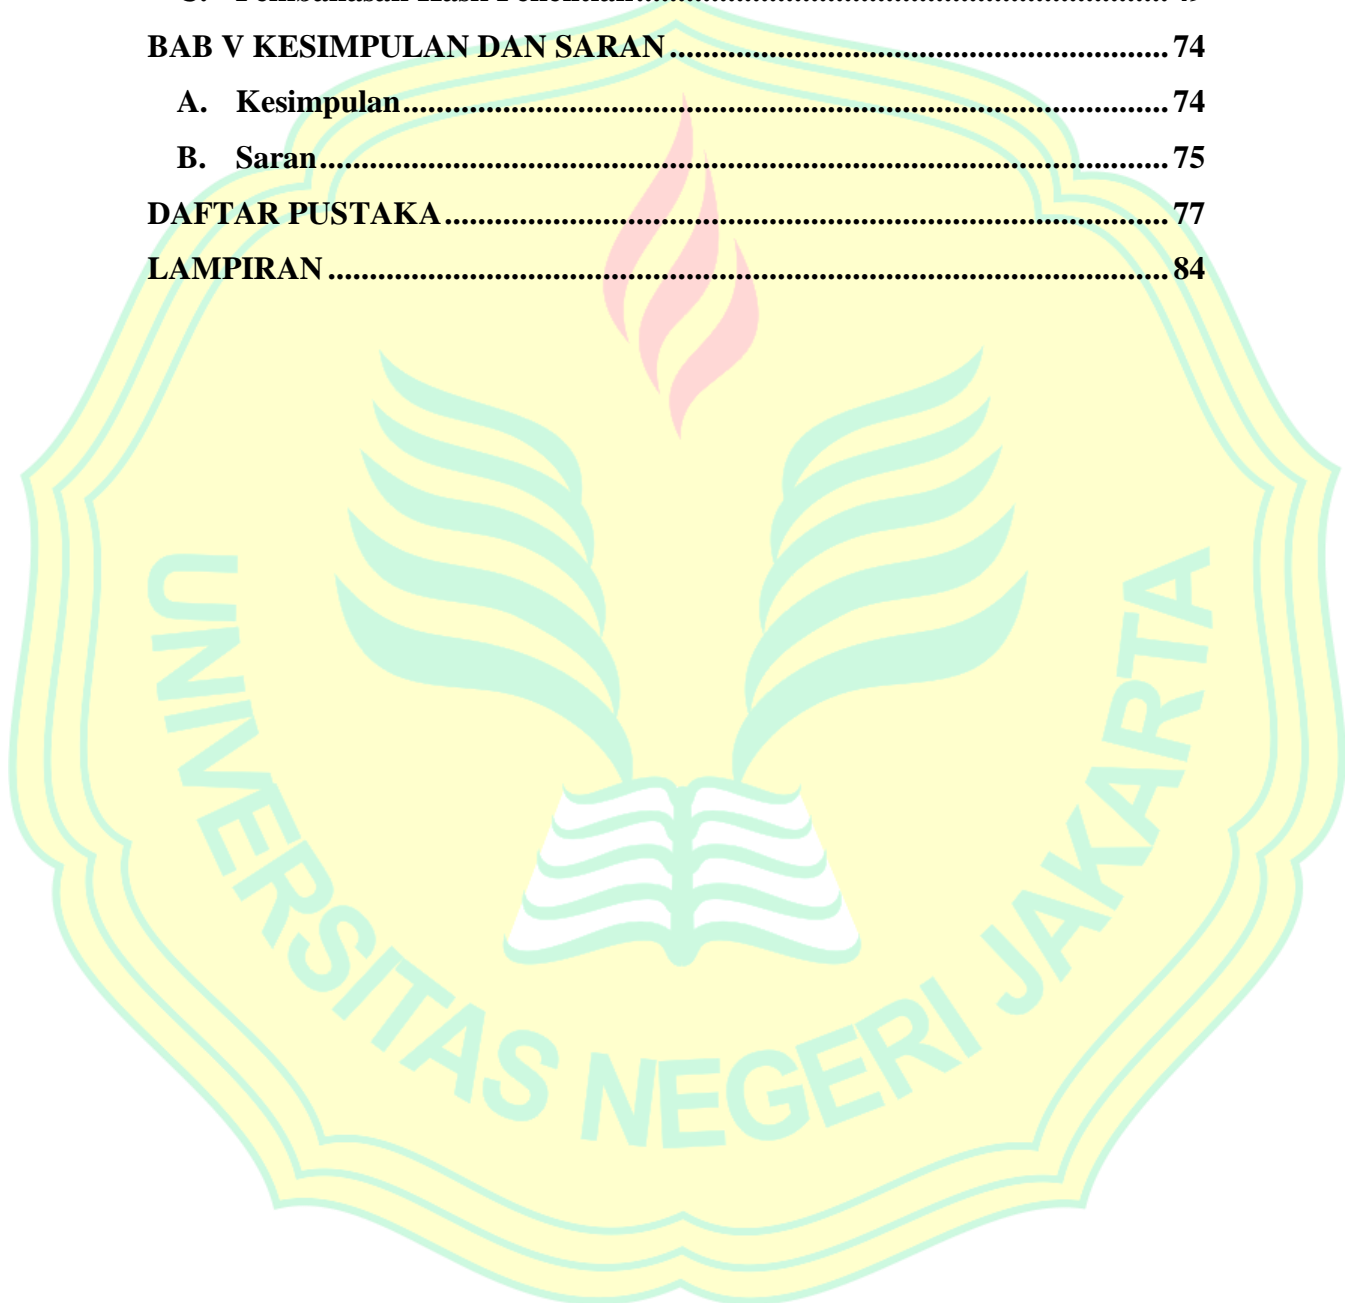 BAB V KESIMPULAN DAN SARAN........................................................... 74
A. Kesimpulan............................................................................................ 74
B. Saran...................................................................................................... 75
DAFTAR PUSTAKA....................................................................................... 77
LAMPIRAN..................................................................................................... 84
UNIVERSITAS NEGERI JAKARTA